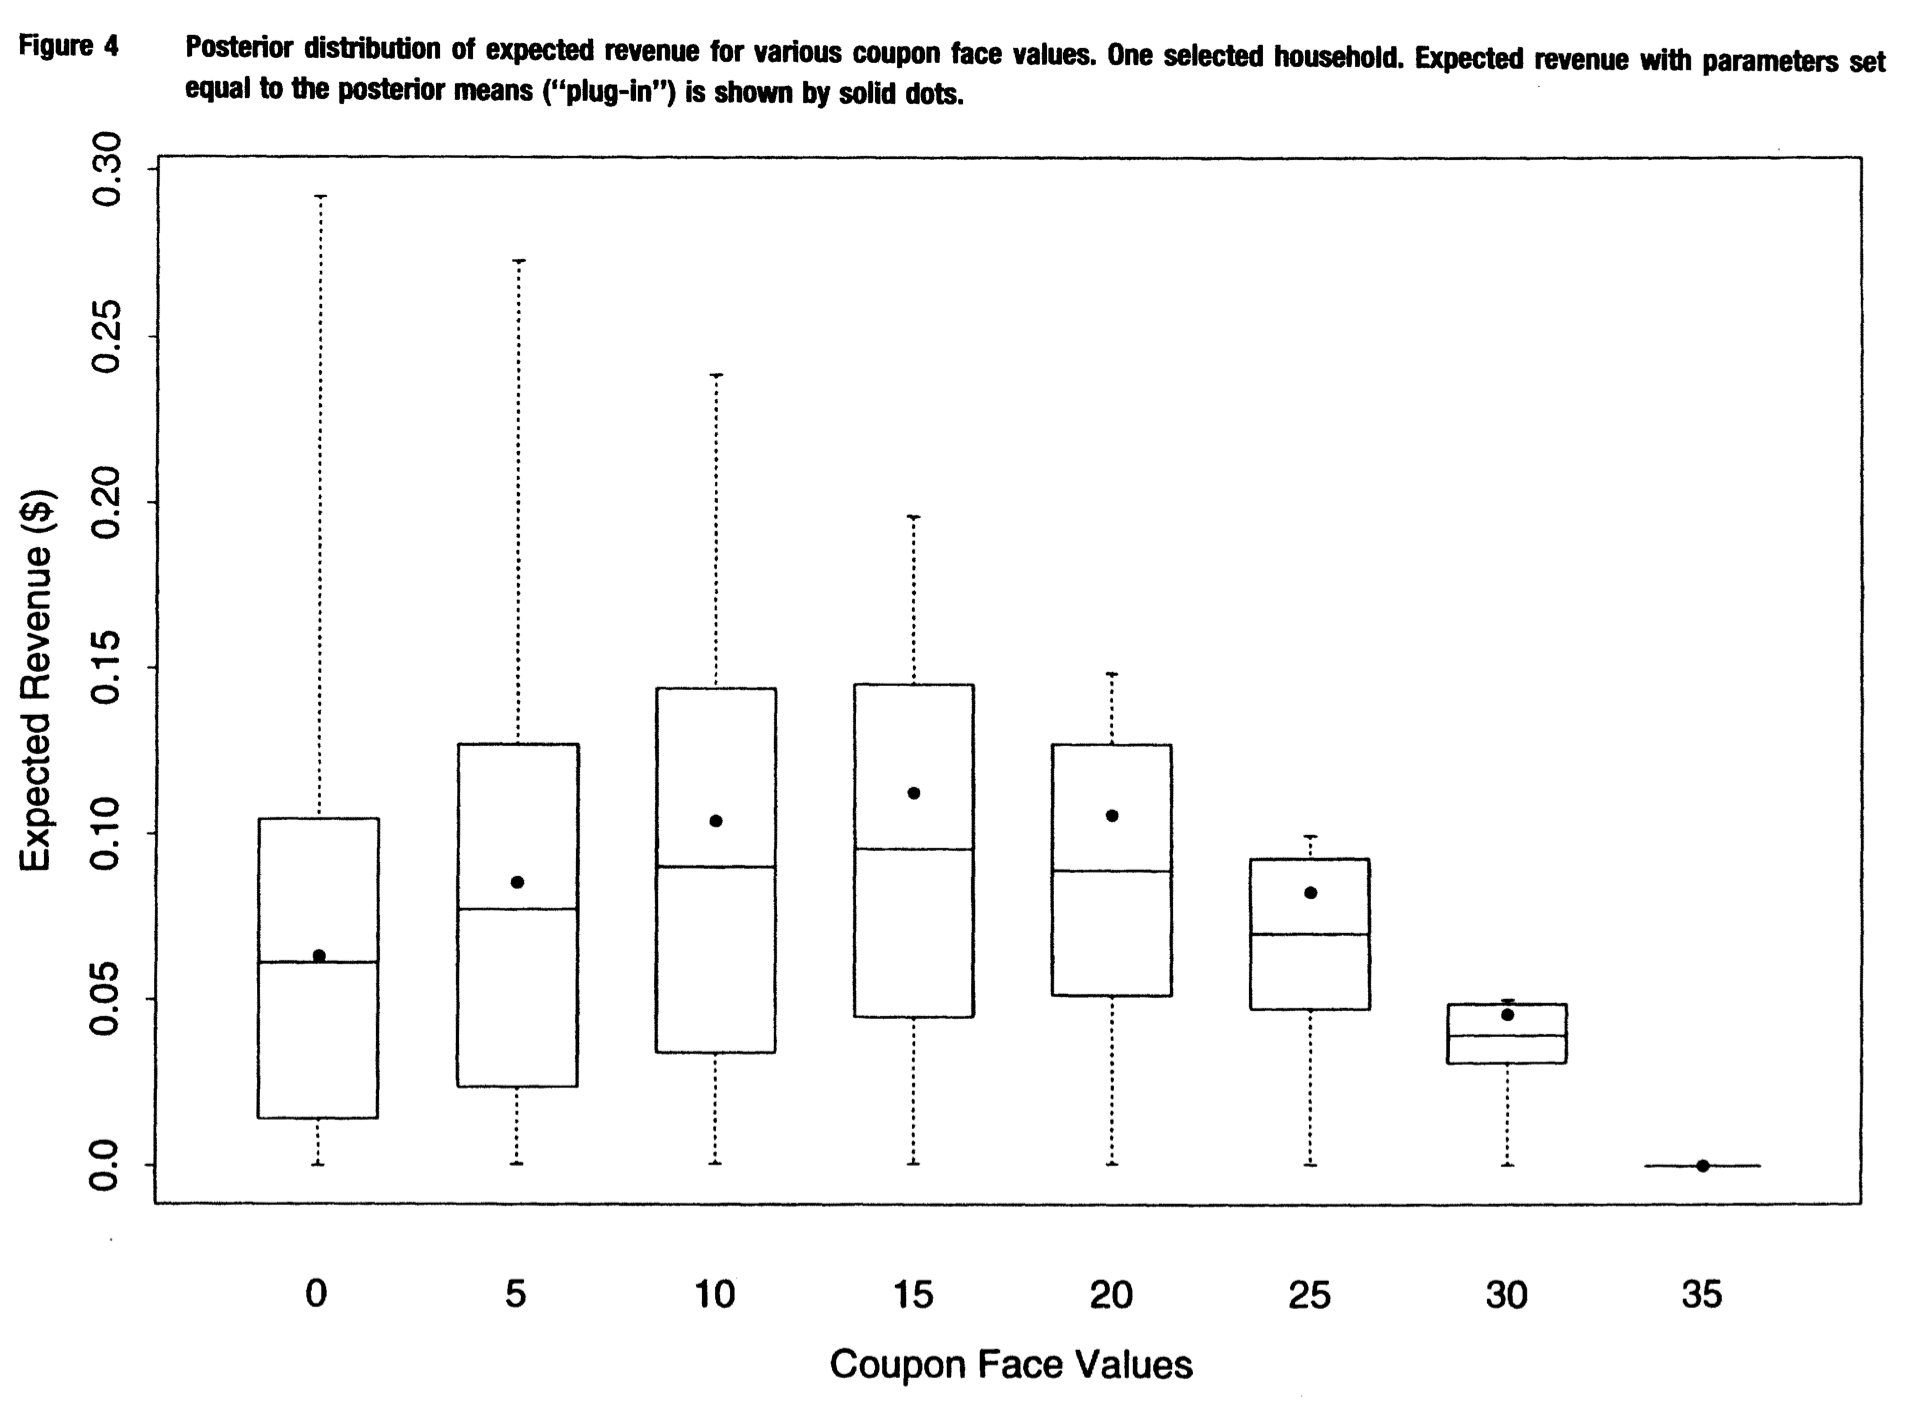 Figure 4 Posterior distribution of expected revenue for various coupon face values. One selected household. Expected revenue with parameters set
equal to the posterior means (“plug-in”) is shown by solid dots.
0.30
0.25
0.20
0.15
0.10
0.05
0.0
Expected Revenue ($)
0 5 10 15 20 25 30 35
Coupon Face Values